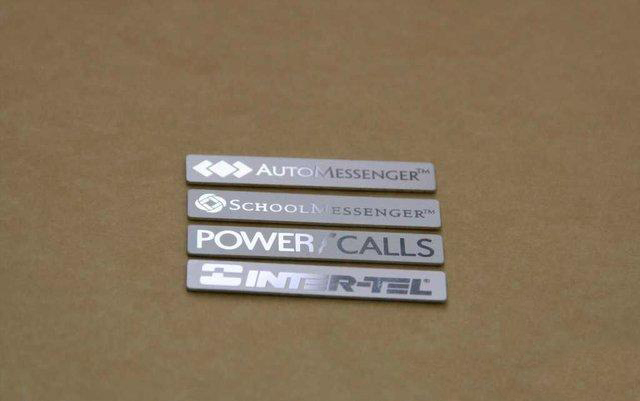 AUTOMESSENGER™
SCHOOLMESSENGER™
POWER CALLS
INTER-TEL®